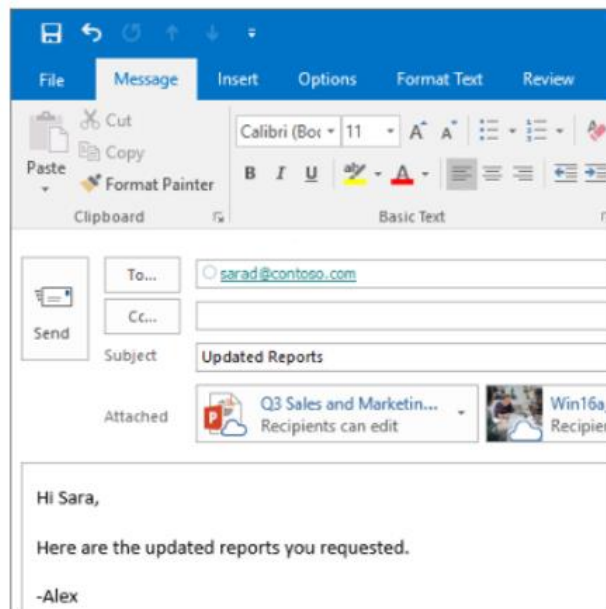 File Message Insert Options Format Text Review
Cut
Calibri (Boc 11
Copy
Paste
Format Painter
B I U
Clipboard
Basic Text
To...
sarad@contoso.com
Cc...
Send
Subject
Updated Reports
Attached
Q3 Sales and Marketin...
Recipients can edit
Win16a
Recipien
Hi Sara,
Here are the updated reports you requested.
-Alex